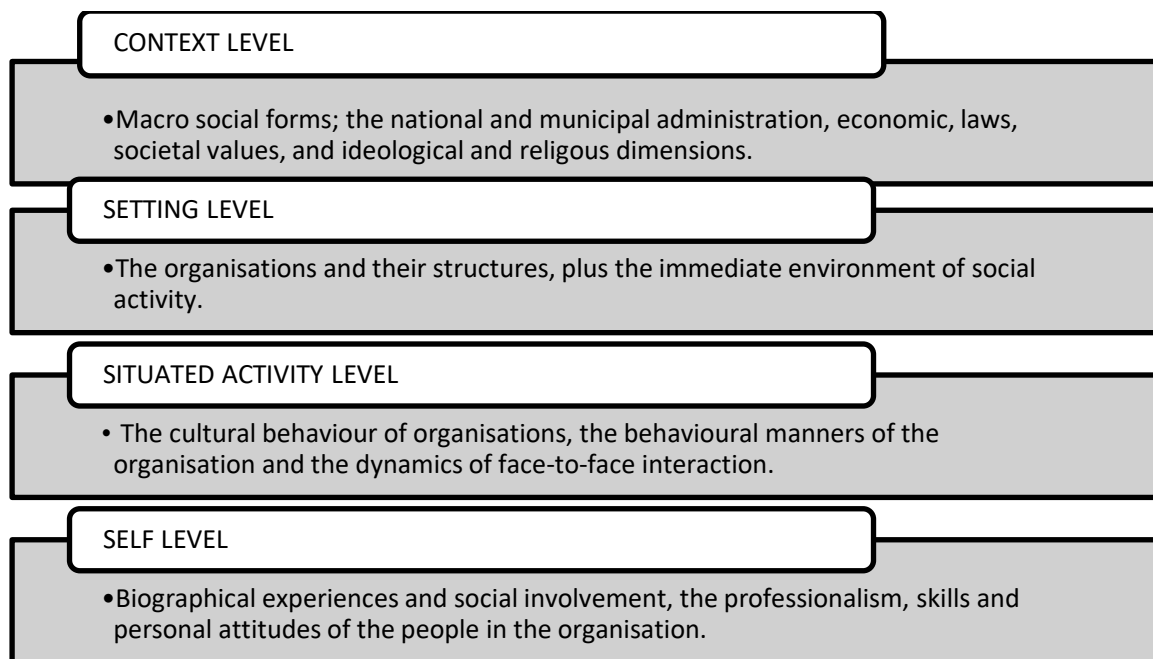 CONTEXT LEVEL
•Macro social forms; the national and municipal administration, economic, laws,
societal values, and ideological and religous dimensions.
SETTING LEVEL
•The organisations and their structures, plus the immediate environment of social
activity.
SITUATED ACTIVITY LEVEL
• The cultural behaviour of organisations, the behavioural manners of the
organisation and the dynamics of face-to-face interaction.
SELF LEVEL
•Biographical experiences and social involvement, the professionalism, skills and
personal attitudes of the people in the organisation.